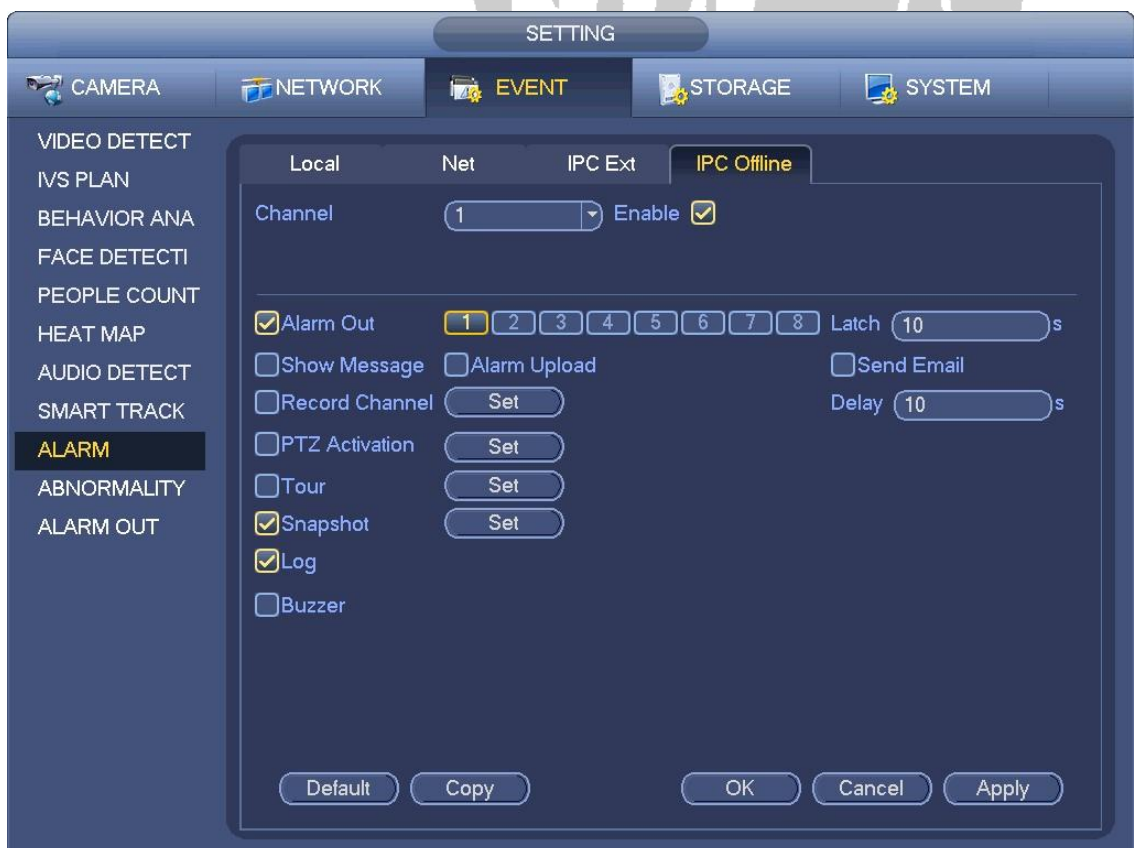 SETTING
CAMERA NETWORK EVENT STORAGE SYSTEM
VIDEO DETECT
IVS PLAN
BEHAVIOR ANA
FACE DETECTI
PEOPLE COUNT
HEAT MAP
AUDIO DETECT
SMART TRACK
ALARM
ABNORMALITY
ALARM OUT
Local Net IPC Ext IPC Offline
Channel 1 Enable
Alarm Out 1 2 3 4 5 6 7 8 Latch 10 s
Show Message Alarm Upload Send Email
Record Channel Set Delay 10 s
PTZ Activation Set
Tour Set
Snapshot Set
Log
Buzzer
Default Copy OK Cancel Apply